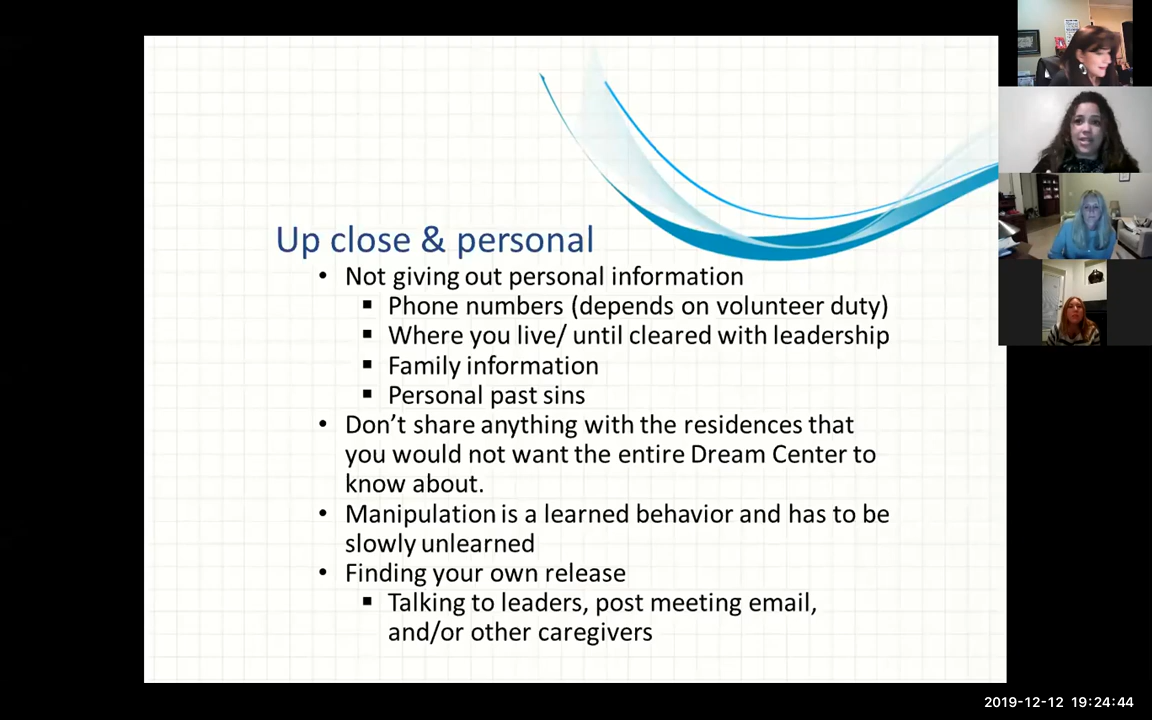 Up close & personal
• Not giving out personal information
▪ Phone numbers (depends on volunteer duty)
▪ Where you live/ until cleared with leadership
▪ Family information
▪ Personal past sins
• Don't share anything with the residences that
you would not want the entire Dream Center to
know about.
• Manipulation is a learned behavior and has to be
slowly unlearned
• Finding your own release
▪ Talking to leaders, post meeting email,
and/or other caregivers
2019-12-12 19:24:44